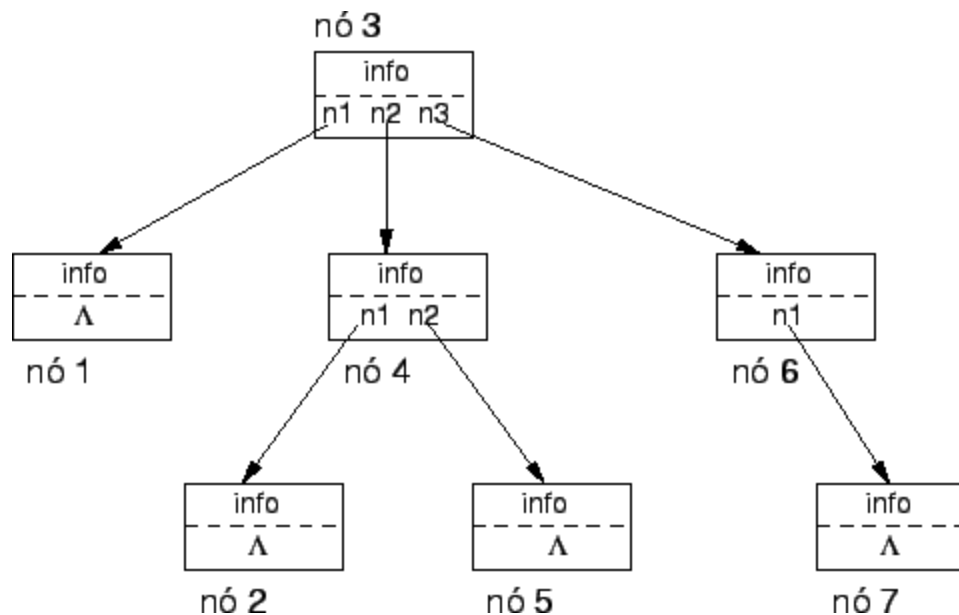 nó 3
info
n1 n2 n3
info
Λ
nó 1
info
n1 n2
nó 4
info
n1
nó 6
info
Λ
nó 2
info
Λ
nó 5
info
Λ
nó 7